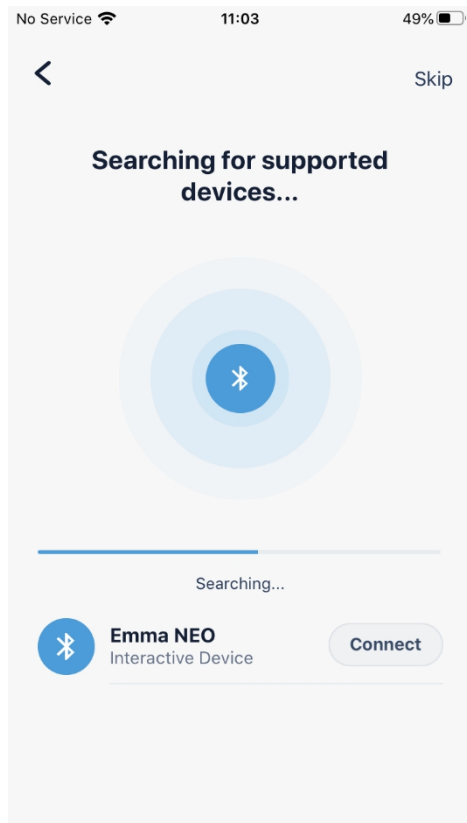 No Service 11:03 49%
Skip
Searching for supported
devices...
Searching...
Emma NEO
Interactive Device
Connect